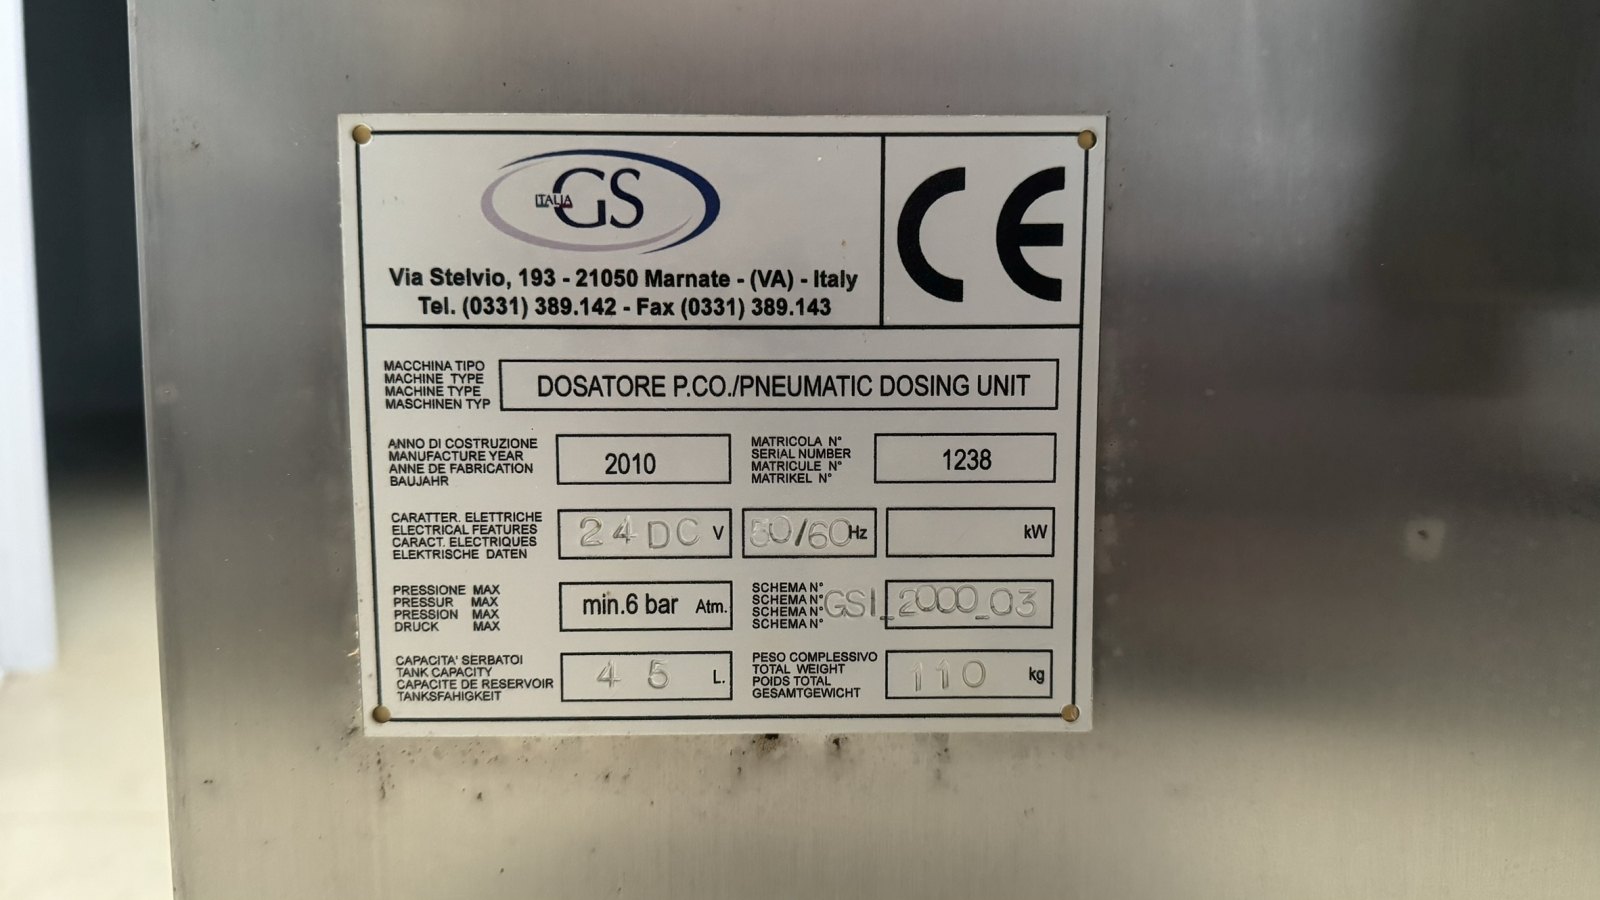 ITALIA GS
CE
Via Stelvio, 193 - 21050 Marnate - (VA) - Italy
Tel. (0331) 389.142 - Fax (0331) 389.143
MACCHINA TIPO
MACHINE TYPE
MACHINE TYPE
MASCHINEN TYP
DOSATORE P.CO./PNEUMATIC DOSING UNIT
ANNO DI COSTRUZIONE
MANUFACTURE YEAR
ANNE DE FABRICATION
BAUJAHR
2010
MATRICOLA N°
SERIAL NUMBER
MATRICULE N°
MATRIKEL N°
1238
CARATTER. ELETTRICHE
ELECTRICAL FEATURES
CARACT. ELECTRIQUES
ELEKTRISCHE DATEN
24DC V
50/60 Hz
kW
PRESSIONE MAX
PRESSUR MAX
PRESSION MAX
DRUCK MAX
min.6 bar Atm.
SCHEMA N°
SCHEMA N°
SCHEMA N°
SCHEMA N°
GSI_2000_03
CAPACITA' SERBATOI
TANK CAPACITY
CAPACITE DE RESERVOIR
TANKSFAHIGKEIT
45 L.
PESO COMPLESSIVO
TOTAL WEIGHT
POIDS TOTAL
GESAMTGEWICHT
110 kg